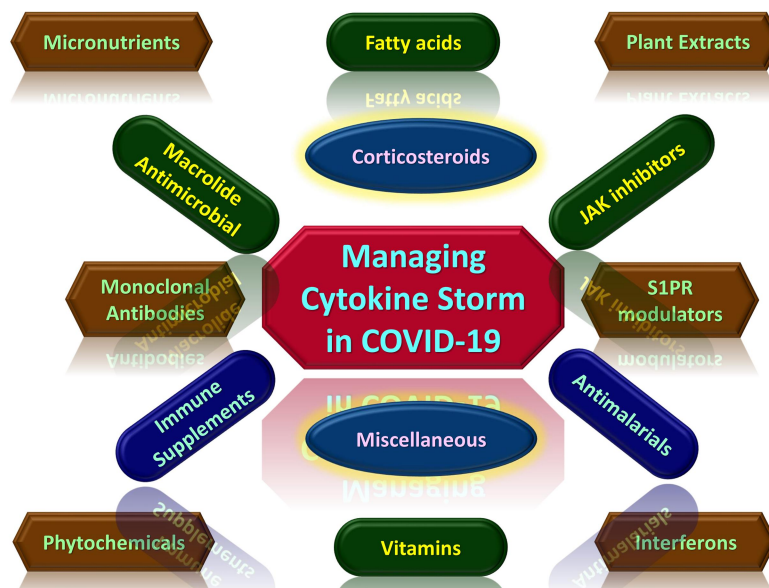 Micronutrients
Fatty acids
Plant Extracts
Corticosteroids
Macrolide
Antimicrobial
JAK inhibitors
Managing
Cytokine Storm
in COVID-19
Monoclonal
Antibodies
S1PR
modulators
Immune
Supplements
Miscellaneous
Antimalarials
Phytochemicals
Vitamins
Interferons